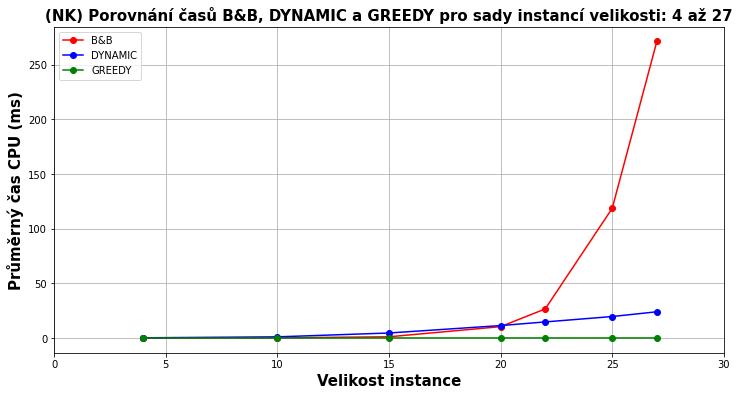 (NK) Porovnání časů B&B, DYNAMIC a GREEDY pro sady instancí velikosti: 4 až 27
B&B
DYNAMIC
GREEDY
Průměrný čas CPU (ms)
250
200
150
100
50
0
0 5 10 15 20 25 30
Velikost instance